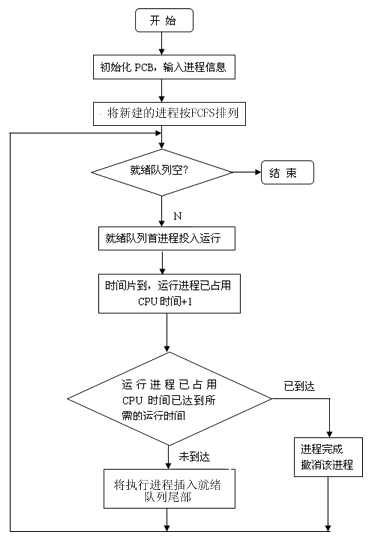 开 始
初始化 PCB，输入进程信息
将新建的进程按FCFS排列
就绪队列空?
结 束
N
就绪队列首进程投入运行
时间片到，运行进程已占用
CPU 时间+1
运行进程已占用
CPU 时间已达到所
需的运行时间
已到达
未到达
进程完成
撤消该进程
将执行进程插入就绪
队列尾部